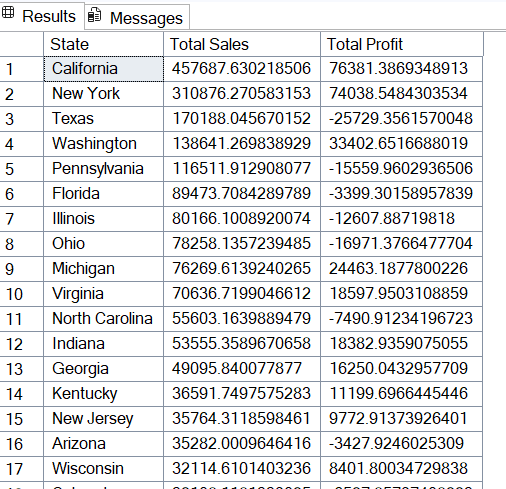 Results Messages
State Total Sales Total Profit
1 California 457687.630218506 76381.3869348913
2 New York 310876.270583153 74038.5484303534
3 Texas 170188.045670152 -25729.3561570048
4 Washington 138641.269838929 33402.6516688019
5 Pennsylvania 116511.912908077 -15559.9602936506
6 Florida 89473.7084289789 -3399.30158957839
7 Illinois 80166.1008920074 -12607.88719818
8 Ohio 78258.1357239485 -16971.3766477704
9 Michigan 76269.6139240265 24463.1877800226
10 Virginia 70636.7199046612 18597.9503108859
11 North Carolina 55603.1639889479 -7490.91234196723
12 Indiana 53555.3589670658 18382.9359075055
13 Georgia 49095.840077877 16250.0432957709
14 Kentucky 36591.7497575283 11199.6966445446
15 New Jersey 35764.3118598461 9772.91373926401
16 Arizona 35282.0009646416 -3427.9246025309
17 Wisconsin 32114.6101403236 8401.80034729838